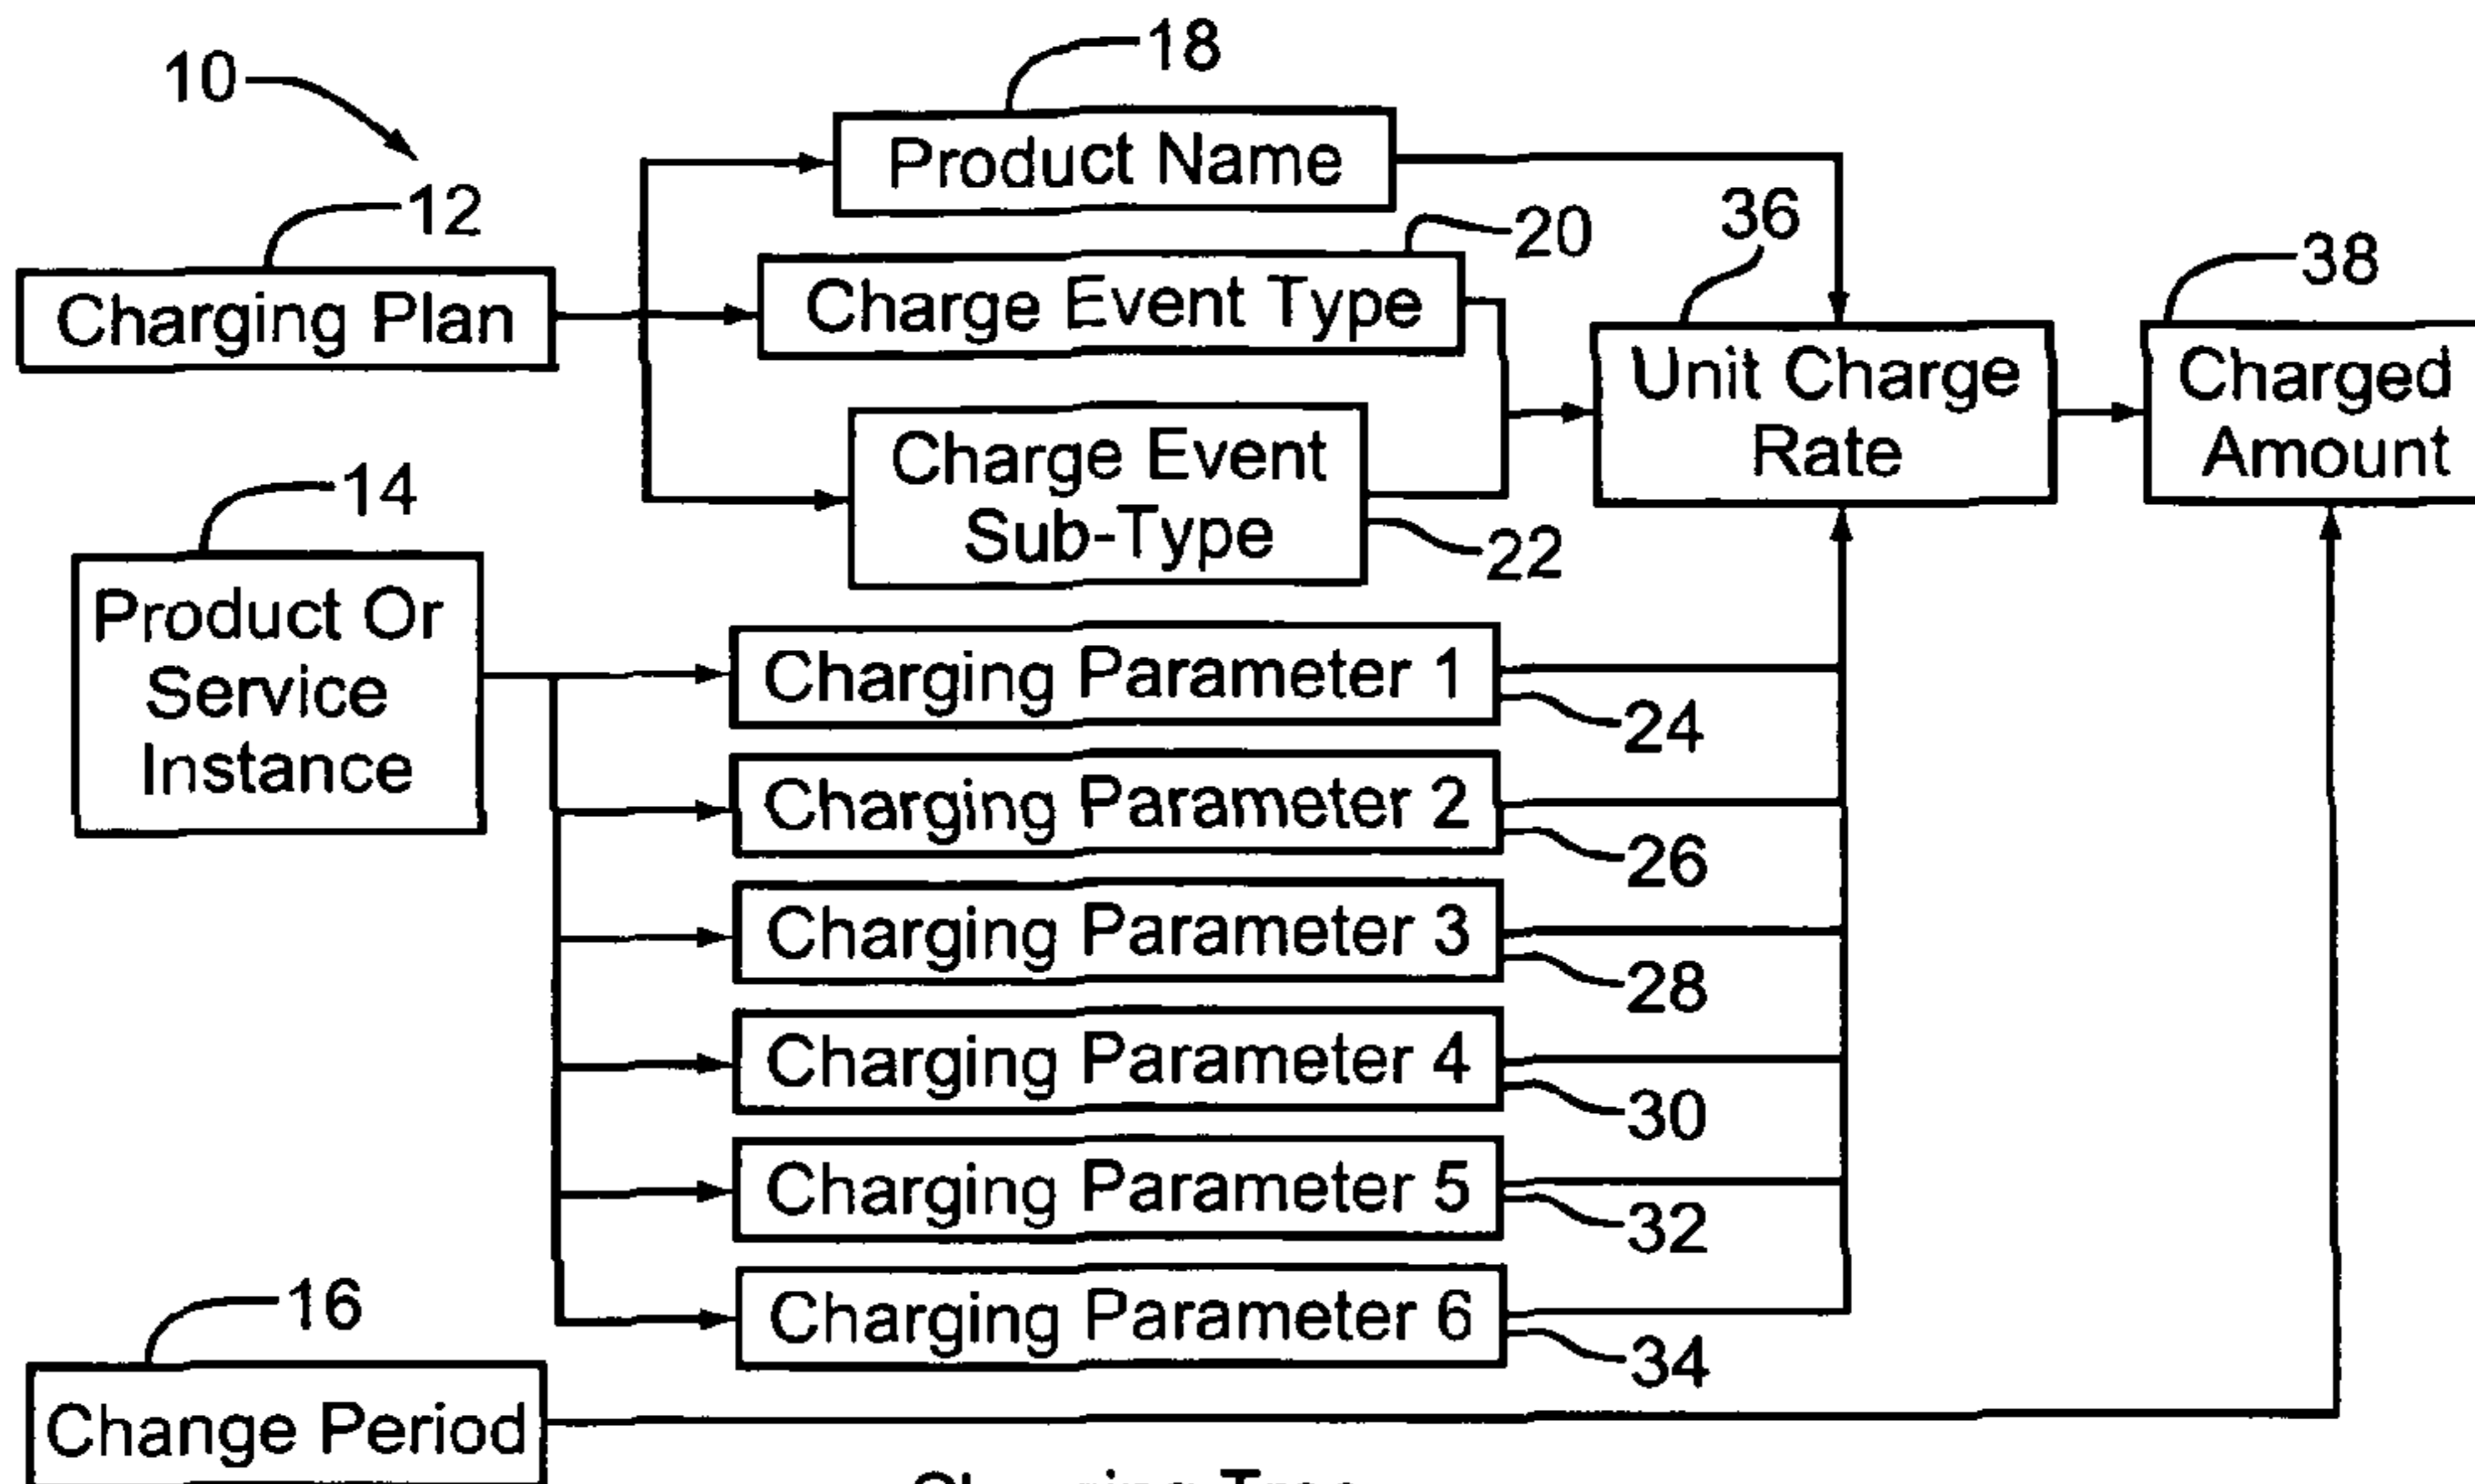 10
18
Product Name
12
20
36
38
Charging Plan
Charge Event Type
Unit Charge
Rate
Charged
Amount
Charge Event
Sub-Type
22
14
Product Or
Service
Instance
Charging Parameter 1
24
Charging Parameter 2
26
Charging Parameter 3
28
Charging Parameter 4
30
Charging Parameter 5
32
16
Charging Parameter 6
34
Change Period